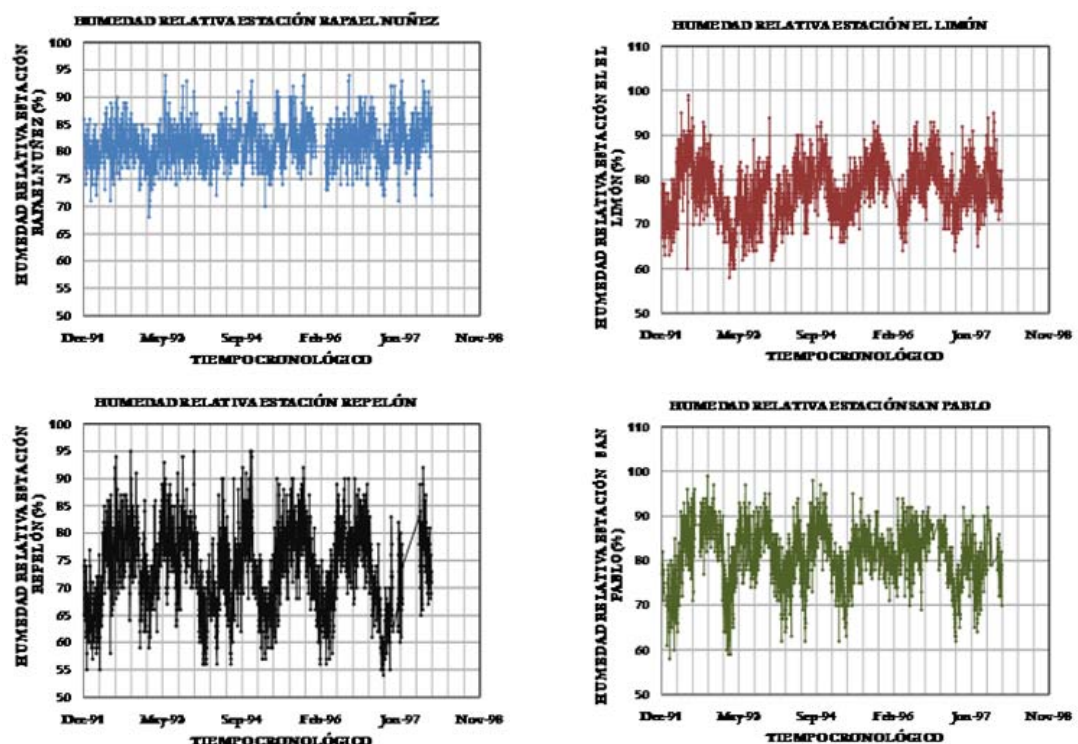 HUMEDAD RELATIVA ESTACIÓN RAFAEL NUÑEZ
HUMEDAD RELATIVA ESTACIÓN
RAFAEL NUÑEZ (%)
100
95
90
85
80
75
70
65
60
55
50
Dec-91 May-93 Sep-94 Feb-96 Jun-97 Nov-98
TIEMPO CRONOLÓGICO
HUMEDAD RELATIVA ESTACIÓN EL LIMÓN
HUMEDAD RELATIVA ESTACIÓN EL EL
LIMÓN (%)
110
100
90
80
70
60
50
Dec-91 May-93 Sep-94 Feb-96 Jun-97 Nov-98
TIEMPO CRONOLÓGICO
HUMEDAD RELATIVA ESTACIÓN REPELÓN
HUMEDAD RELATIVA ESTACIÓN
REPELÓN (%)
100
95
90
85
80
75
70
65
60
55
50
Dec-91 May-93 Sep-94 Feb-96 Jun-97 Nov-98
TIEMPO CRONOLÓGICO
HUMEDAD RELATIVA ESTACIÓN SAN PABLO
HUMEDAD RELATIVA ESTACIÓN SAN
PABLO (%)
110
100
90
80
70
60
50
Dec-91 May-93 Sep-94 Feb-96 Jun-97 Nov-98
TIEMPO CRONOLÓGICO